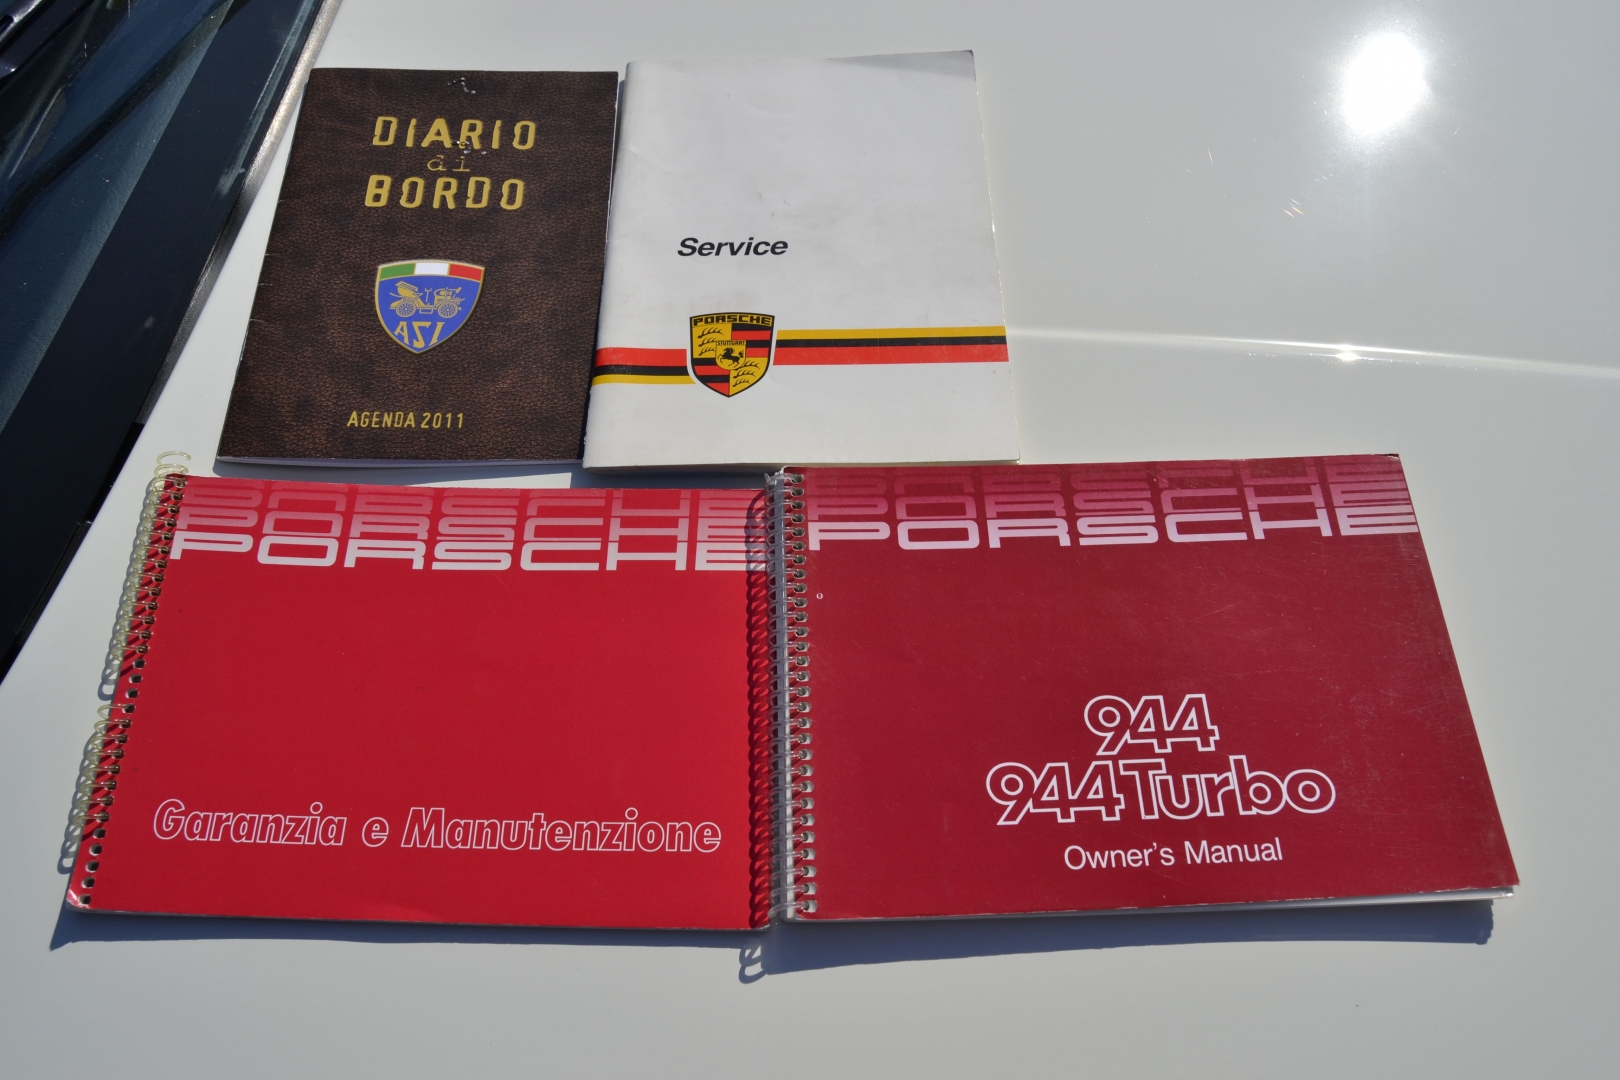 DIARIO
di
BORDO
ASI
AGENDA 2011
Service
PORSCHE
STUTTGART
PORSCHE
PORSCHE
PORSCHE
Garanzia e Manutenzione
PORSCHE
PORSCHE
PORSCHE
944
944 Turbo
Owner's Manual